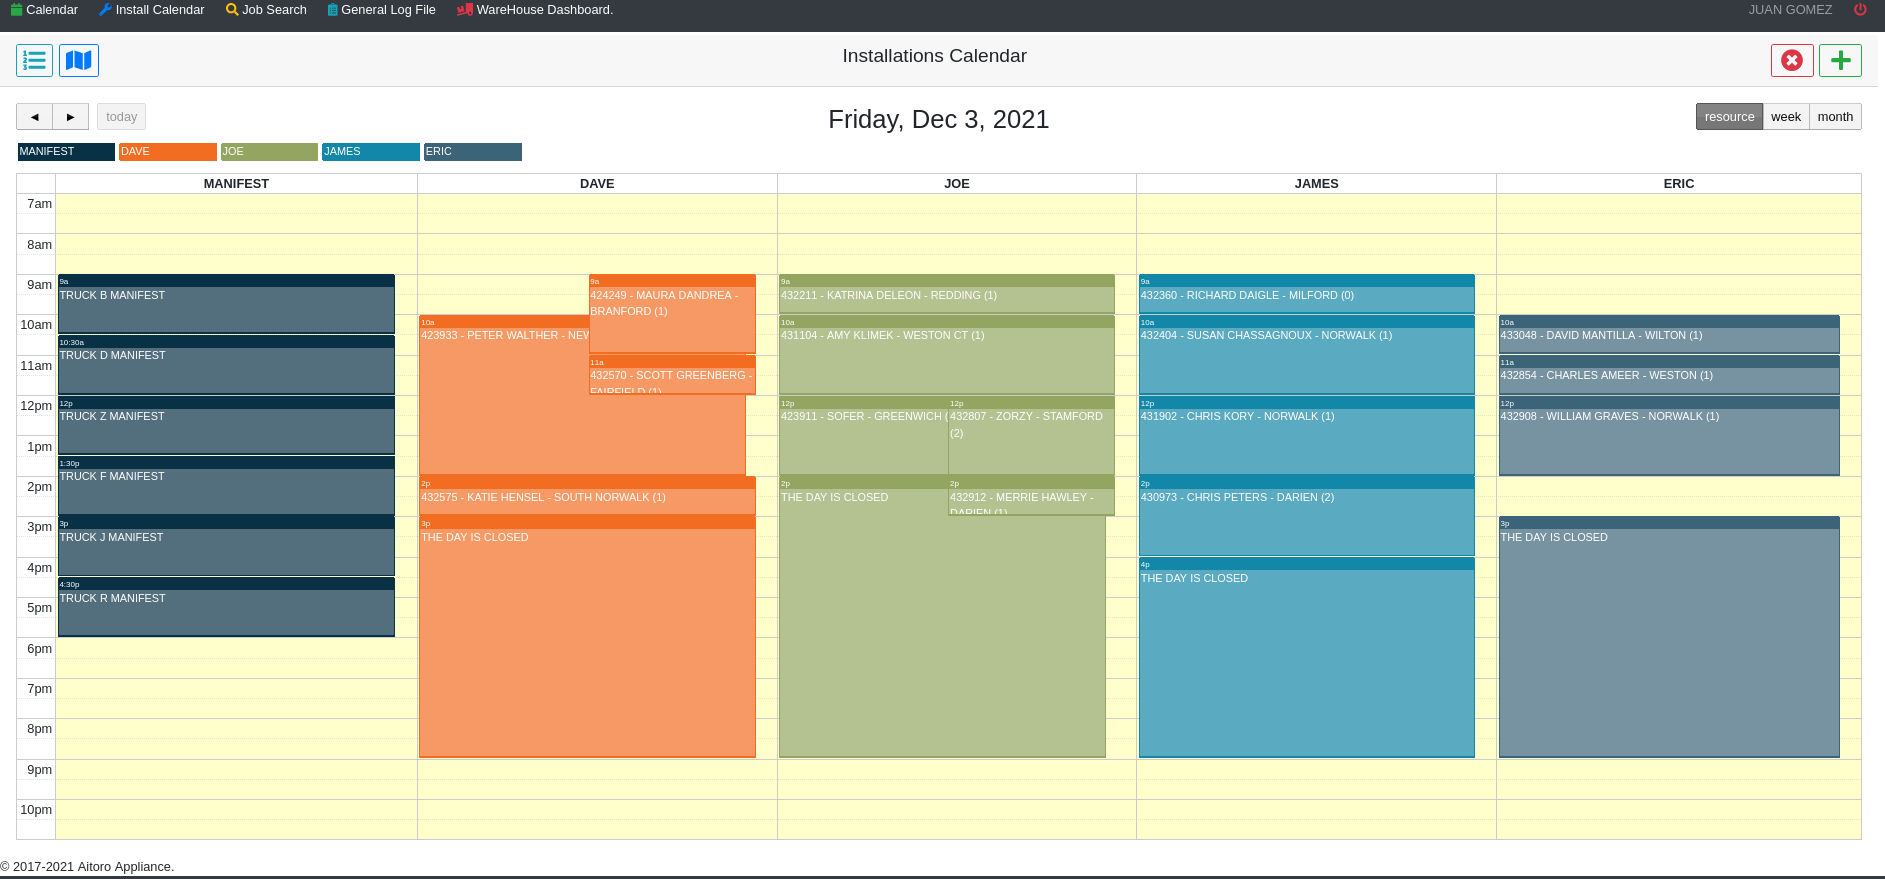 Calendar Install Calendar Job Search General Log File WareHouse Dashboard. JUAN GOMEZ
Installations Calendar
today Friday, Dec 3, 2021 resource week month
MANIFEST DAVE JOE JAMES ERIC
MANIFEST DAVE JOE JAMES ERIC
7am
8am
9am
10am
11am
12pm
1pm
2pm
3pm
4pm
5pm
6pm
7pm
8pm
9pm
10pm
9a
TRUCK B MANIFEST
10:30a
TRUCK D MANIFEST
12p
TRUCK Z MANIFEST
1:30p
TRUCK F MANIFEST
3p
TRUCK J MANIFEST
4:30p
TRUCK R MANIFEST
9a
424249 - MAURA DANDREA -
BRANFORD (1)
10a
423933 - PETER WALTHER - NEW
11a
432570 - SCOTT GREENBERG -
FAIRFIELD (1)
2p
432575 - KATIE HENSEL - SOUTH NORWALK (1)
3p
THE DAY IS CLOSED
9a
432211 - KATRINA DELEON - REDDING (1)
10a
431104 - AMY KLIMEK - WESTON CT (1)
12p
423911 - SOFER - GREENWICH (
12p
432807 - ZORZY - STAMFORD
(2)
2p
THE DAY IS CLOSED
2p
432912 - MERRIE HAWLEY -
DARIEN (1)
9a
432360 - RICHARD DAIGLE - MILFORD (0)
10a
432404 - SUSAN CHASSAGNOUX - NORWALK (1)
12p
431902 - CHRIS KORY - NORWALK (1)
2p
430973 - CHRIS PETERS - DARIEN (2)
4p
THE DAY IS CLOSED
10a
433048 - DAVID MANTILLA - WILTON (1)
11a
432854 - CHARLES AMEER - WESTON (1)
12p
432908 - WILLIAM GRAVES - NORWALK (1)
3p
THE DAY IS CLOSED
© 2017-2021 Aitoro Appliance.